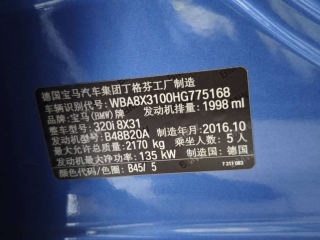 德国宝马汽车集团丁格芬工厂制造
车辆识别代号: WBA8X3100HG775168
品牌: 宝马(BMW)牌 发动机排量: 1998 ml
整车型号: 320i 8X31
发动机型号: B48B20A 制造年月: 2016.10
最大允许总质量: 2170 kg 乘坐人数: 5 人
发动机最大净功率: 135 kW 制造国: 德国
颜色代码/色圈: B45/ 5
7 311 003